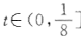 t∈(0, 1/8]